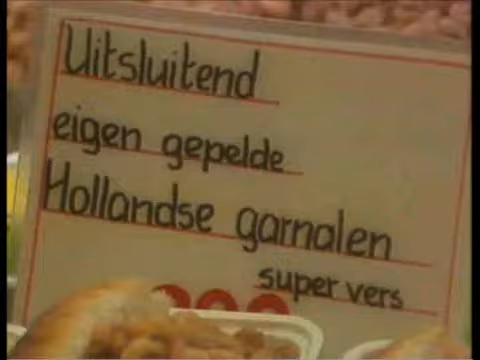 Uitsluitend
eigen gepelde
Hollandse garnalen
super vers